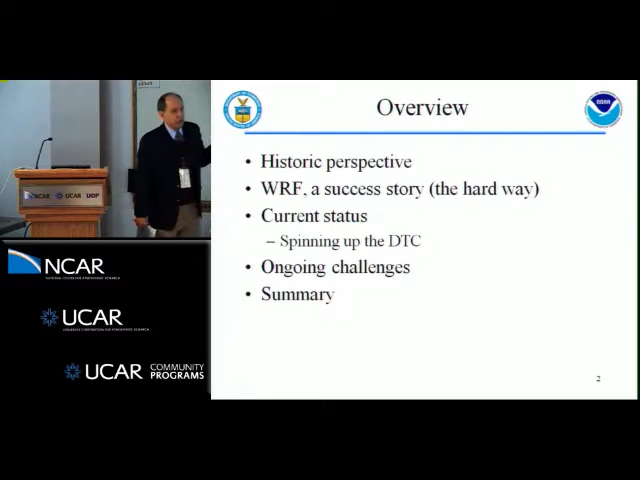 Overview
NOAA
• Historic perspective
• WRF, a success story (the hard way)
• Current status
– Spinning up the DTC
• Ongoing challenges
• Summary
2
NCAR UCAR UOP
NCAR
NATIONAL CENTER FOR ATMOSPHERIC RESEARCH
UCAR
UNIVERSITY CORPORATION FOR ATMOSPHERIC RESEARCH
UCAR COMMUNITY
PROGRAMS